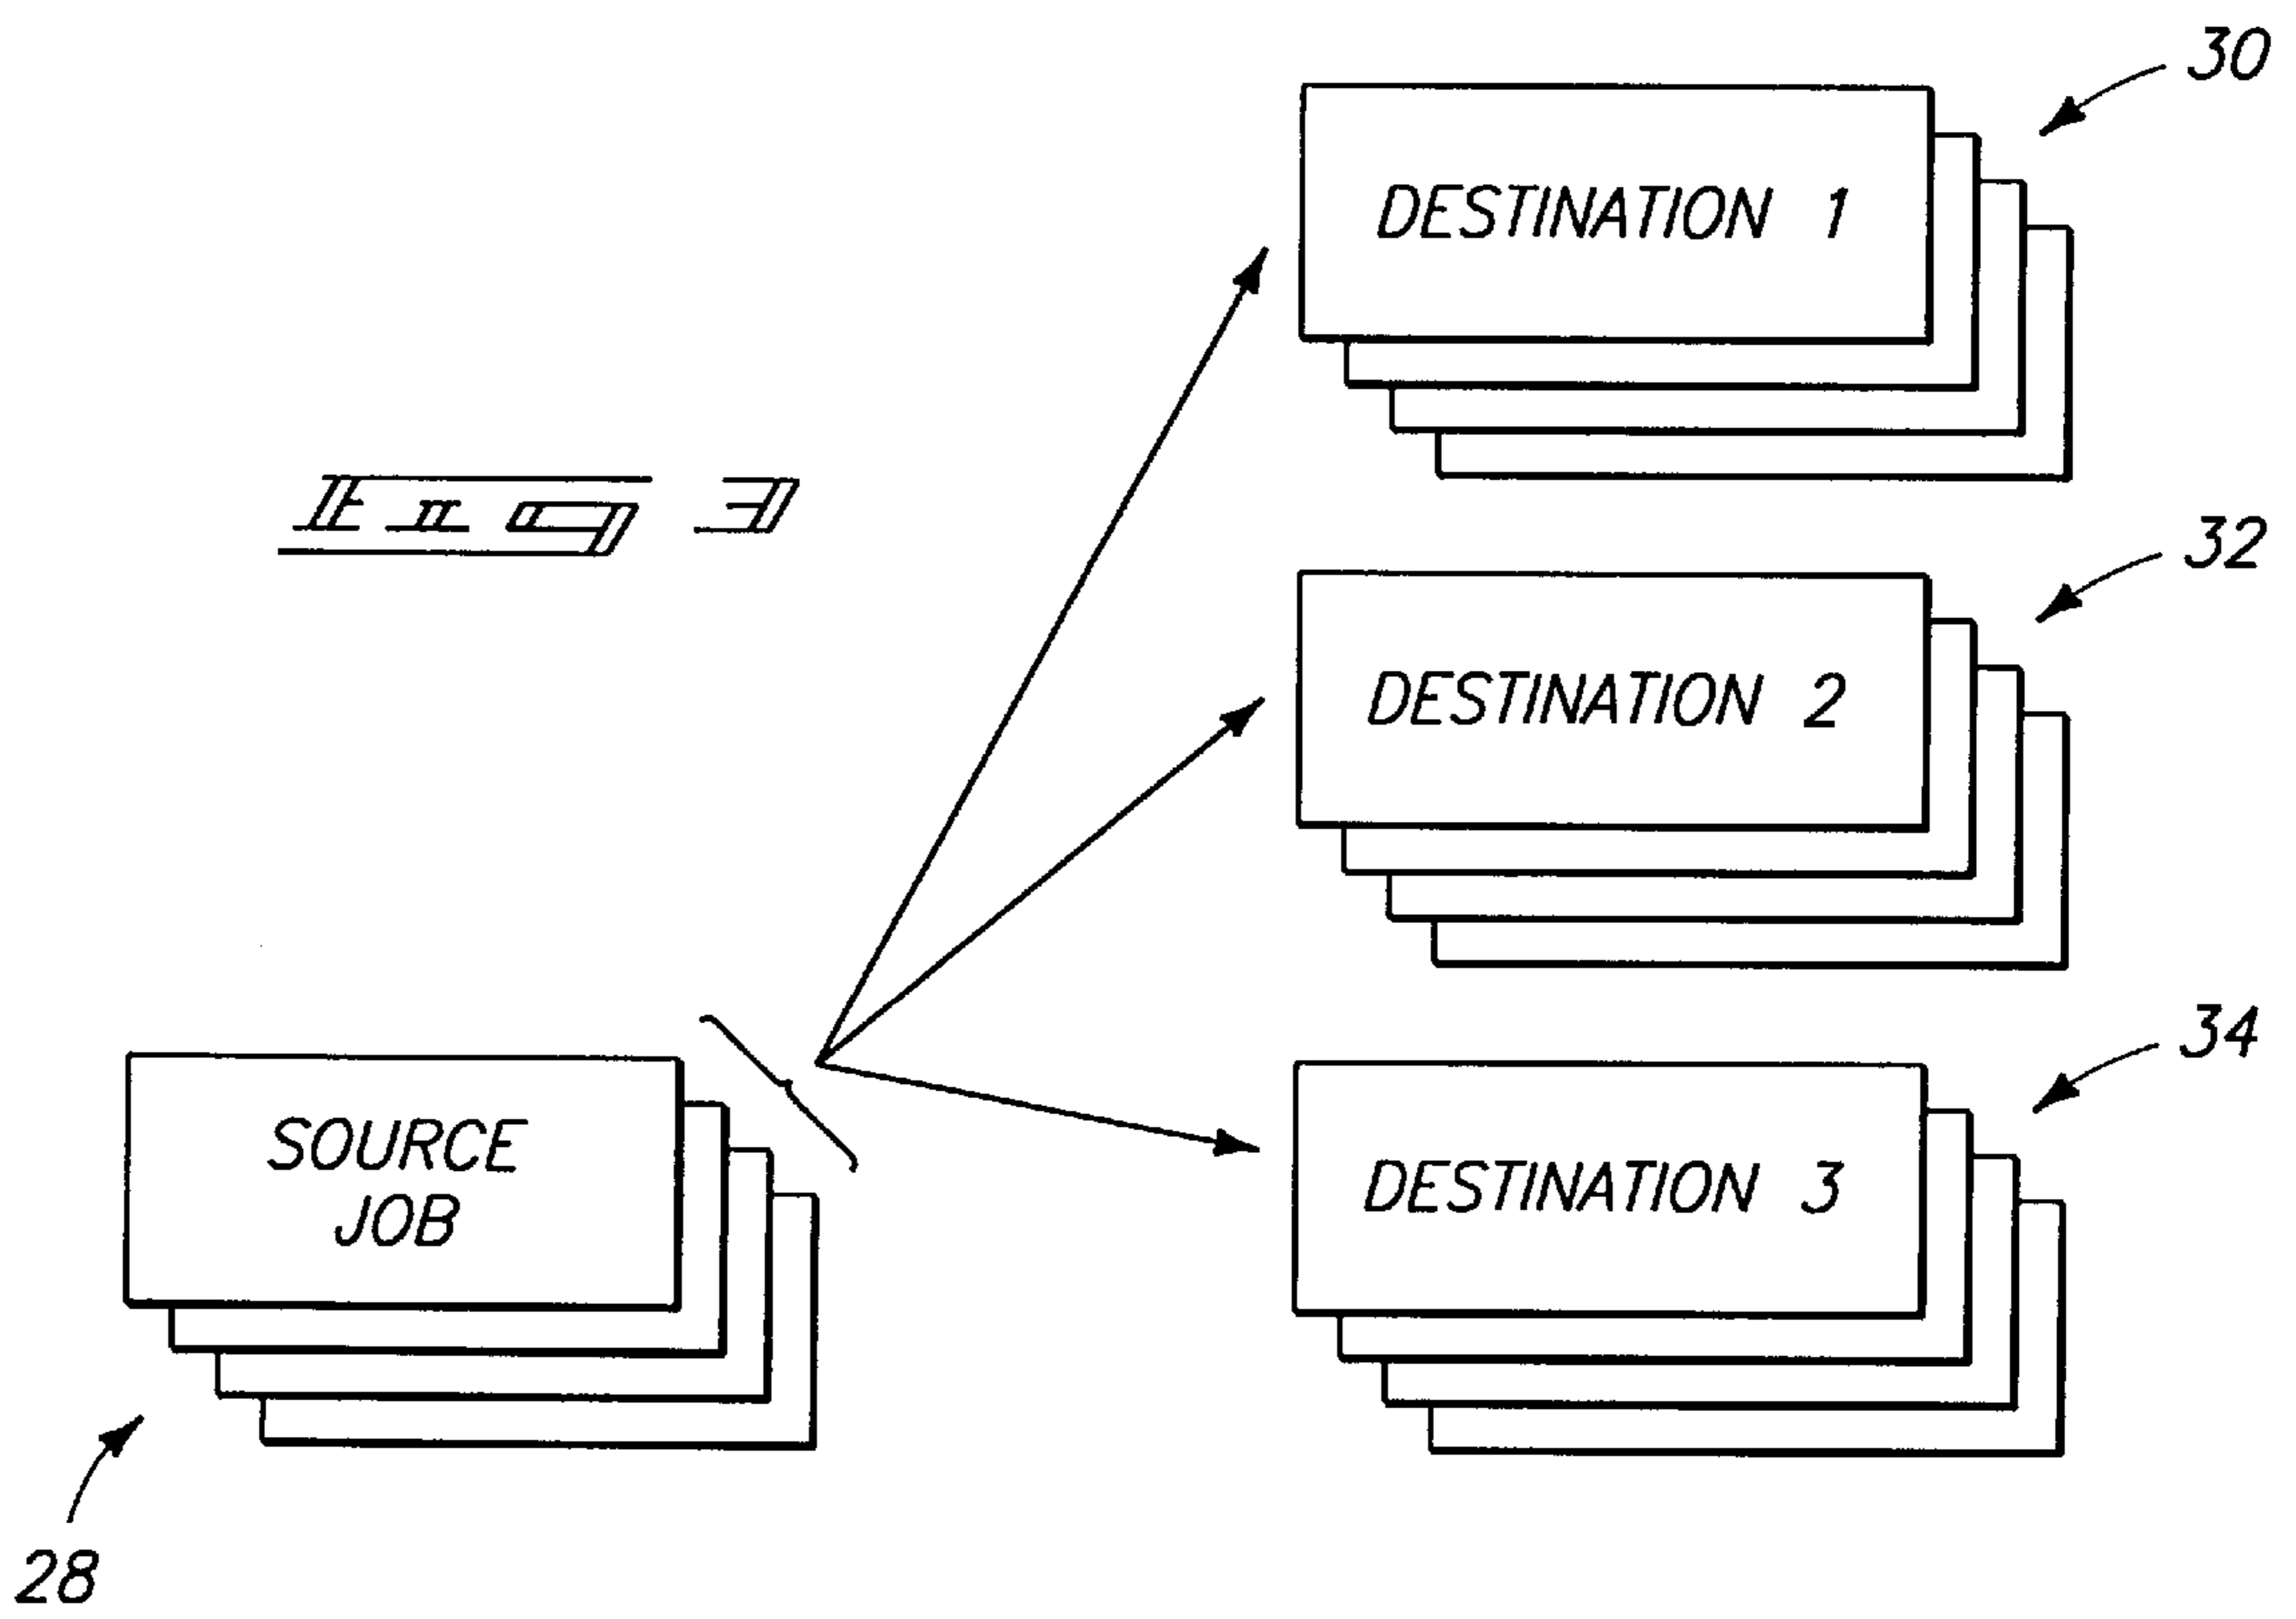 30
DESTINATION 1
Fig 3
32
DESTINATION 2
34
SOURCE
JOB
DESTINATION 3
28